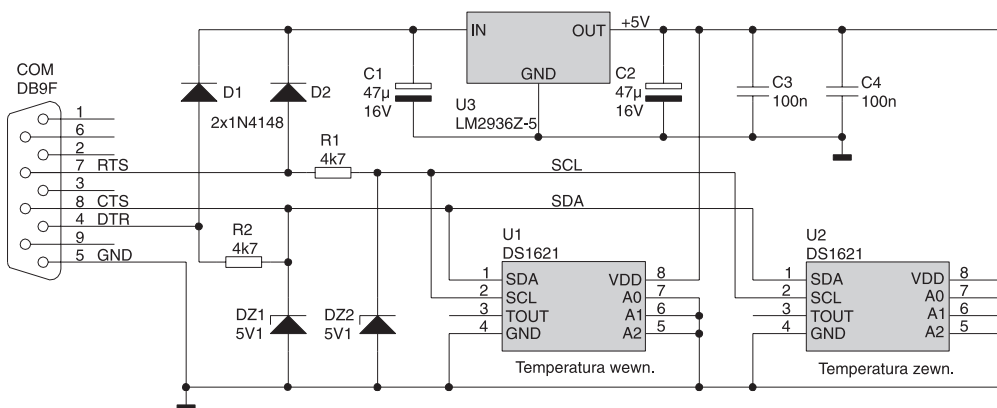 COM
DB9F
1
6
2
7 RTS
3
8 CTS
4 DTR
9
5 GND
D1
D2
2x1N4148
R1
4k7
R2
4k7
DZ1
5V1
DZ2
5V1
C1
47µ
16V
IN OUT
GND
U3
LM2936Z-5
+5V
C2
47µ
16V
C3
100n
C4
100n
SCL
SDA
U1
DS1621
1 SDA VDD 8
2 SCL A0 7
3 TOUT A1 6
4 GND A2 5
Temperatura wewn.
U2
DS1621
1 SDA VDD 8
2 SCL A0 7
3 TOUT A1 6
4 GND A2 5
Temperatura zewn.